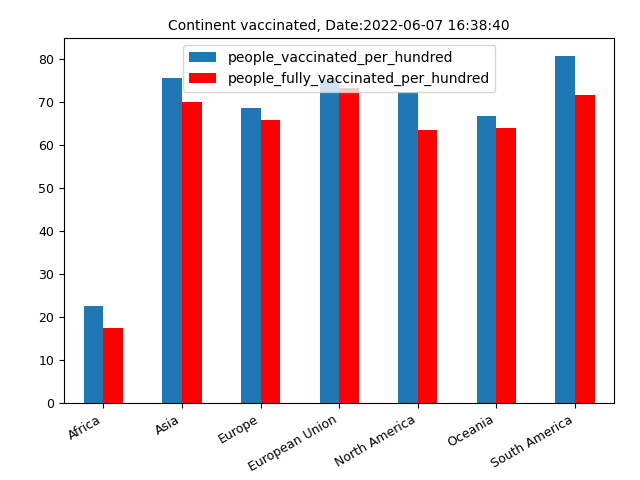 Continent vaccinated, Date:2022-06-07 16:38:40
people_vaccinated_per_hundred
people_fully_vaccinated_per_hundred
80
70
60
50
40
30
20
10
0
Africa
Asia
Europe
European Union
North America
Oceania
South America